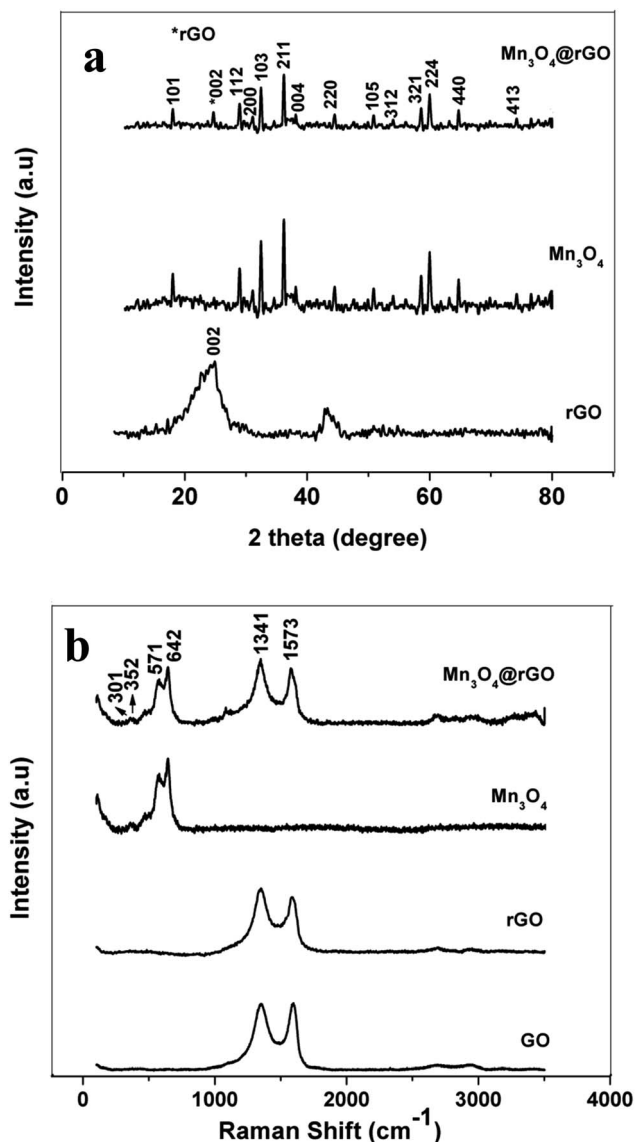 a
*rGO
Mn3O4@rGO
101
*002
112
200
103
211
004
220
105
312
321
224
440
413
Mn3O4
002
rGO
Intensity (a.u)
0 20 40 60 80
2 theta (degree)
b
301
352
571
642
1341
1573
Mn3O4@rGO
Mn3O4
rGO
GO
Intensity (a.u)
0 1000 2000 3000 4000
Raman Shift (cm-1)